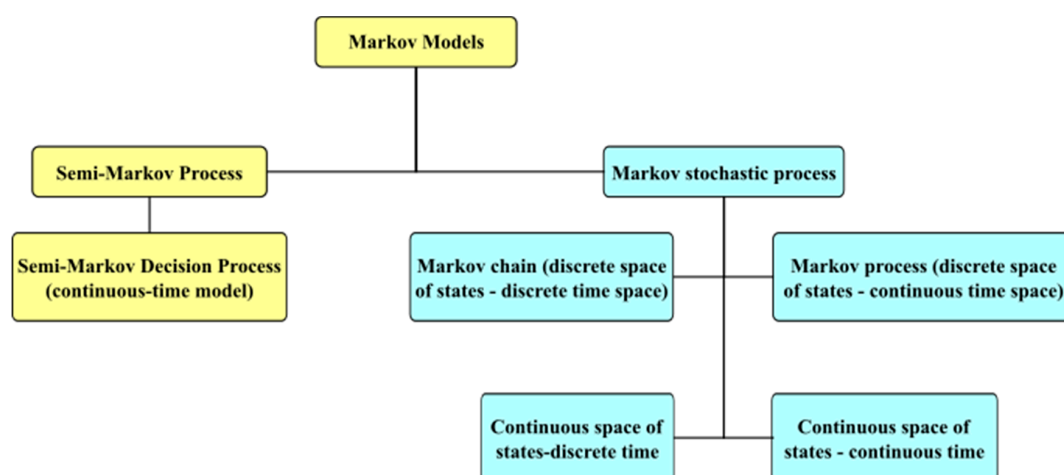 Markov Models
Semi-Markov Process
Markov stochastic process
Semi-Markov Decision Process
(continuous-time model)
Markov chain (discrete space
of states - discrete time space)
Markov process (discrete space
of states - continuous time space)
Continuous space of
states-discrete time
Continuous space of
states - continuous time